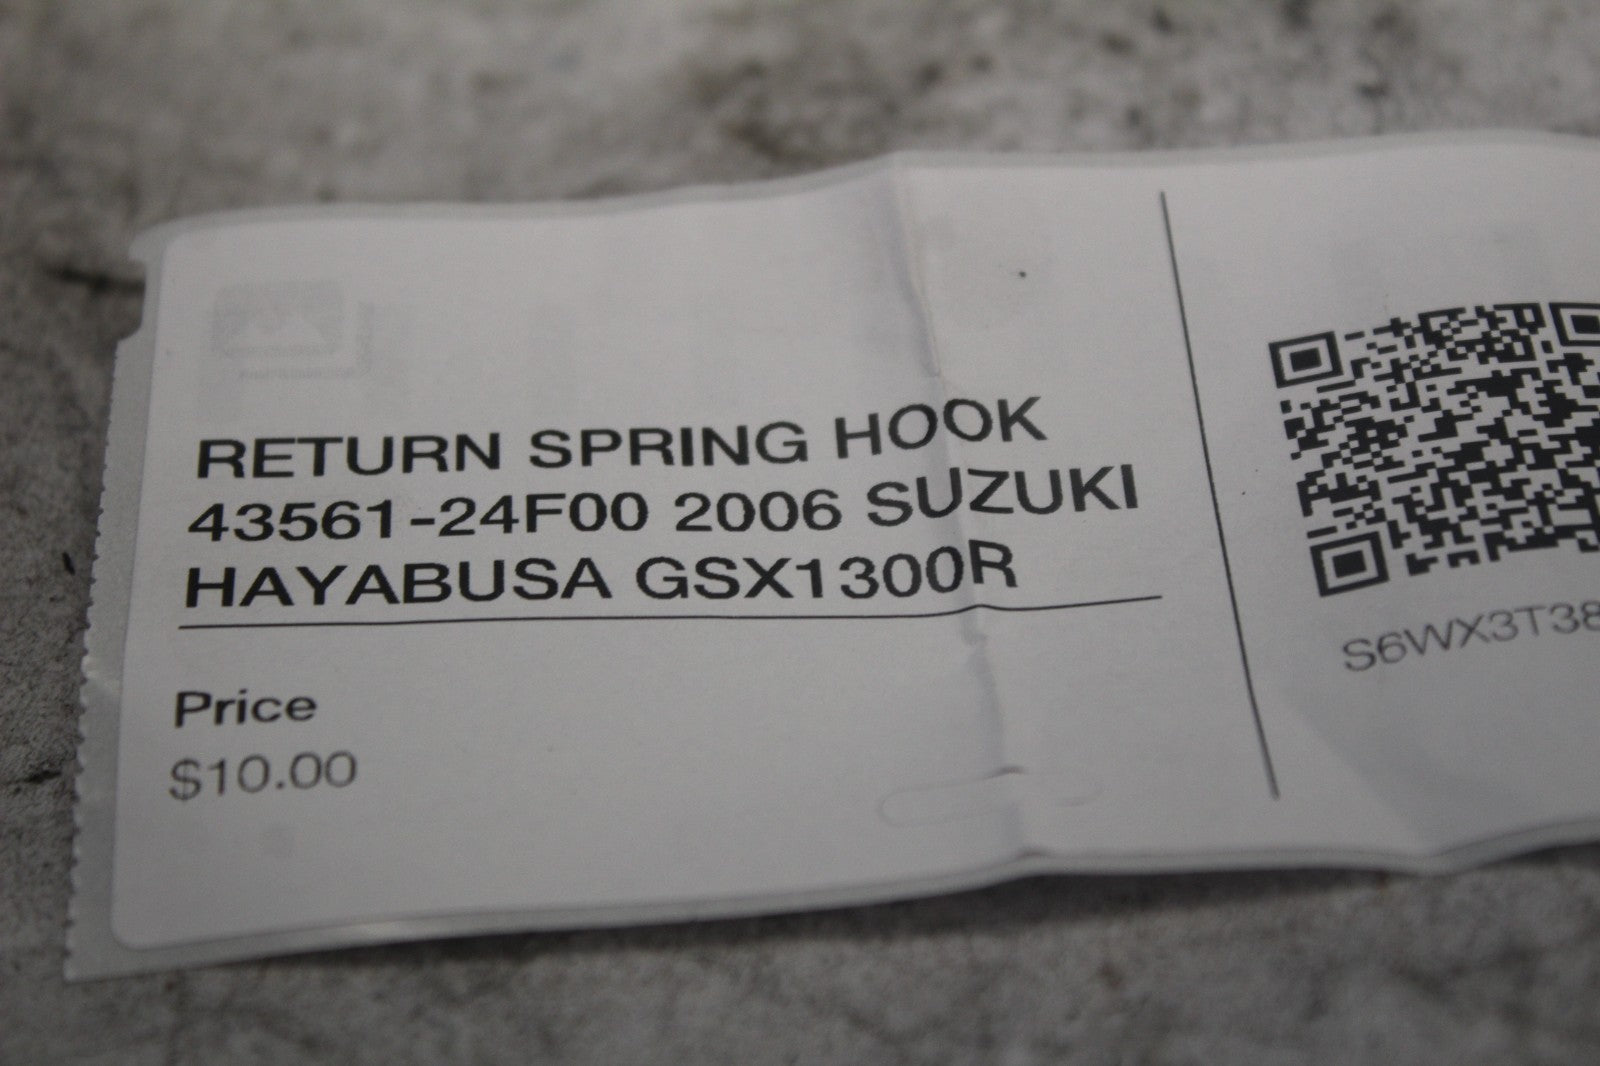 RETURN SPRING HOOK
43561-24F00 2006 SUZUKI
HAYABUSA GSX1300R
Price
$10.00
S6WX3T38